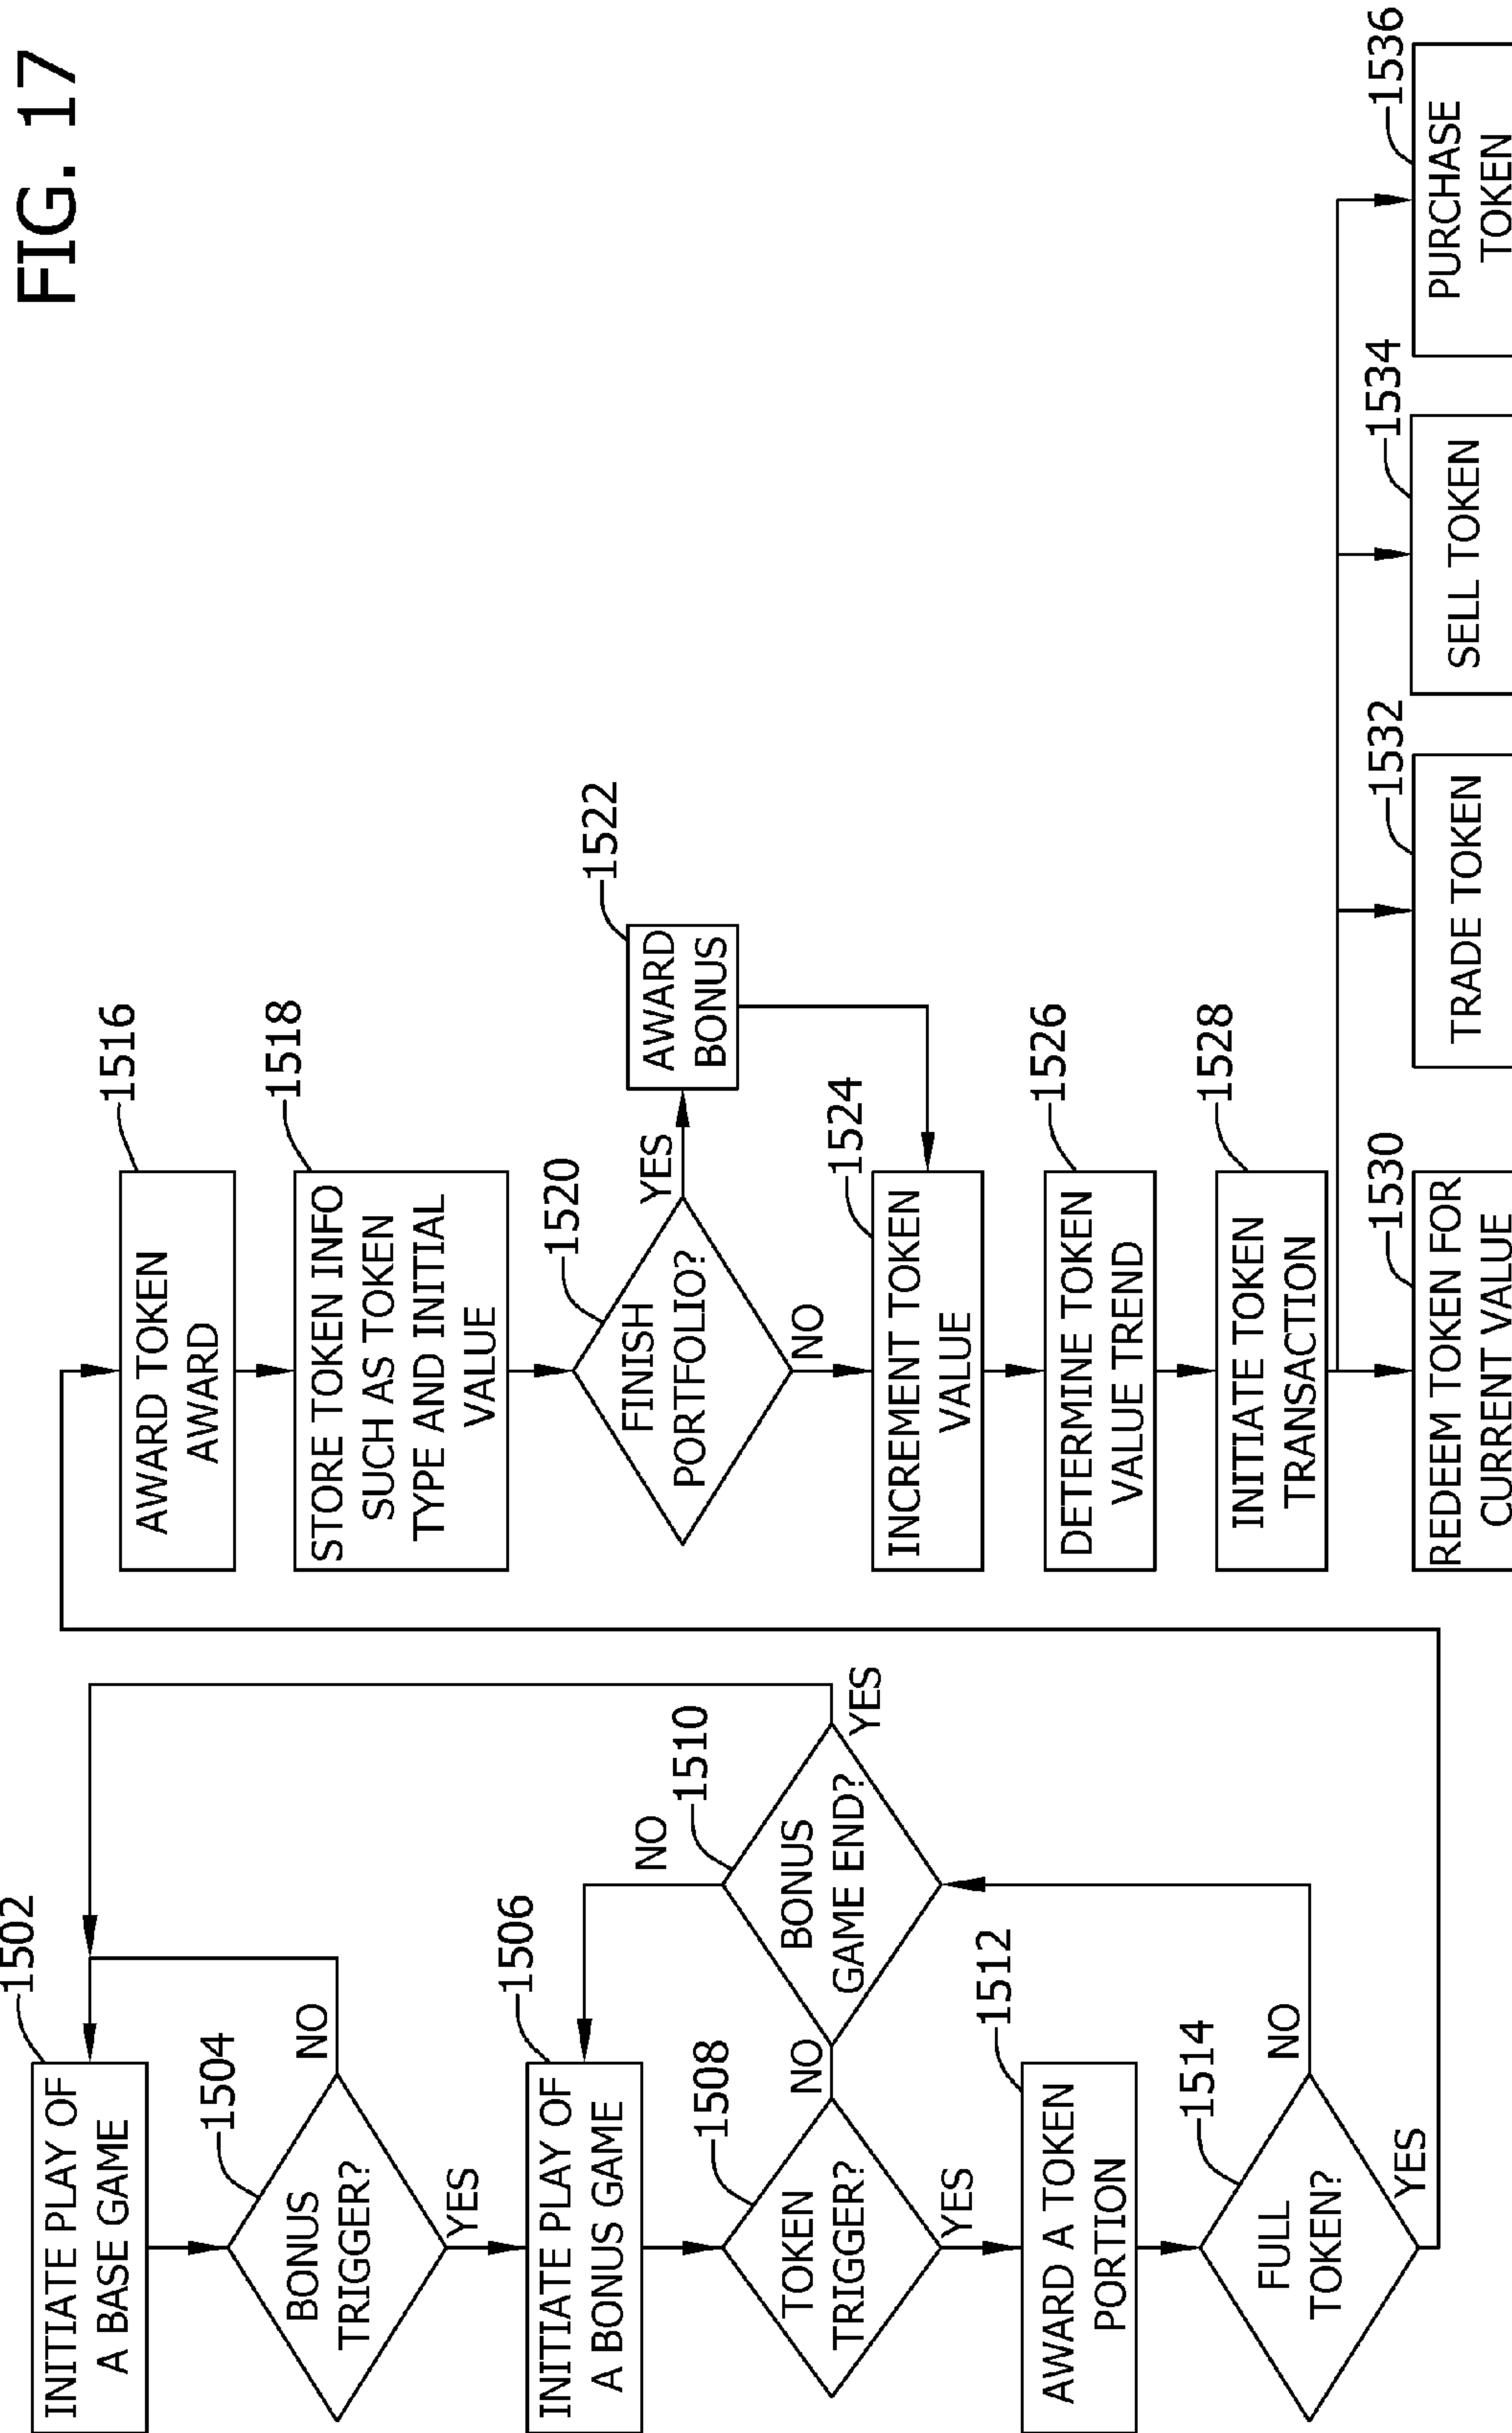 FIG. 17
1502
INITIATE PLAY OF
A BASE GAME
1504
BONUS
TRIGGER?
NO
YES
1506
INITIATE PLAY OF
A BONUS GAME
1508
TOKEN
TRIGGER?
NO
YES
1510
BONUS
GAME END?
NO
YES
1512
AWARD A TOKEN
PORTION
1514
FULL
TOKEN?
NO
YES
1516
AWARD TOKEN
AWARD
1518
STORE TOKEN INFO
SUCH AS TOKEN
TYPE AND INITIAL
VALUE
1520
FINISH
PORTFOLIO?
YES
NO
1522
AWARD
BONUS
1524
INCREMENT TOKEN
VALUE
1526
DETERMINE TOKEN
VALUE TREND
1528
INITIATE TOKEN
TRANSACTION
1530
REDEEM TOKEN FOR
CURRENT VALUE
1532
TRADE TOKEN
1534
SELL TOKEN
1536
PURCHASE
TOKEN